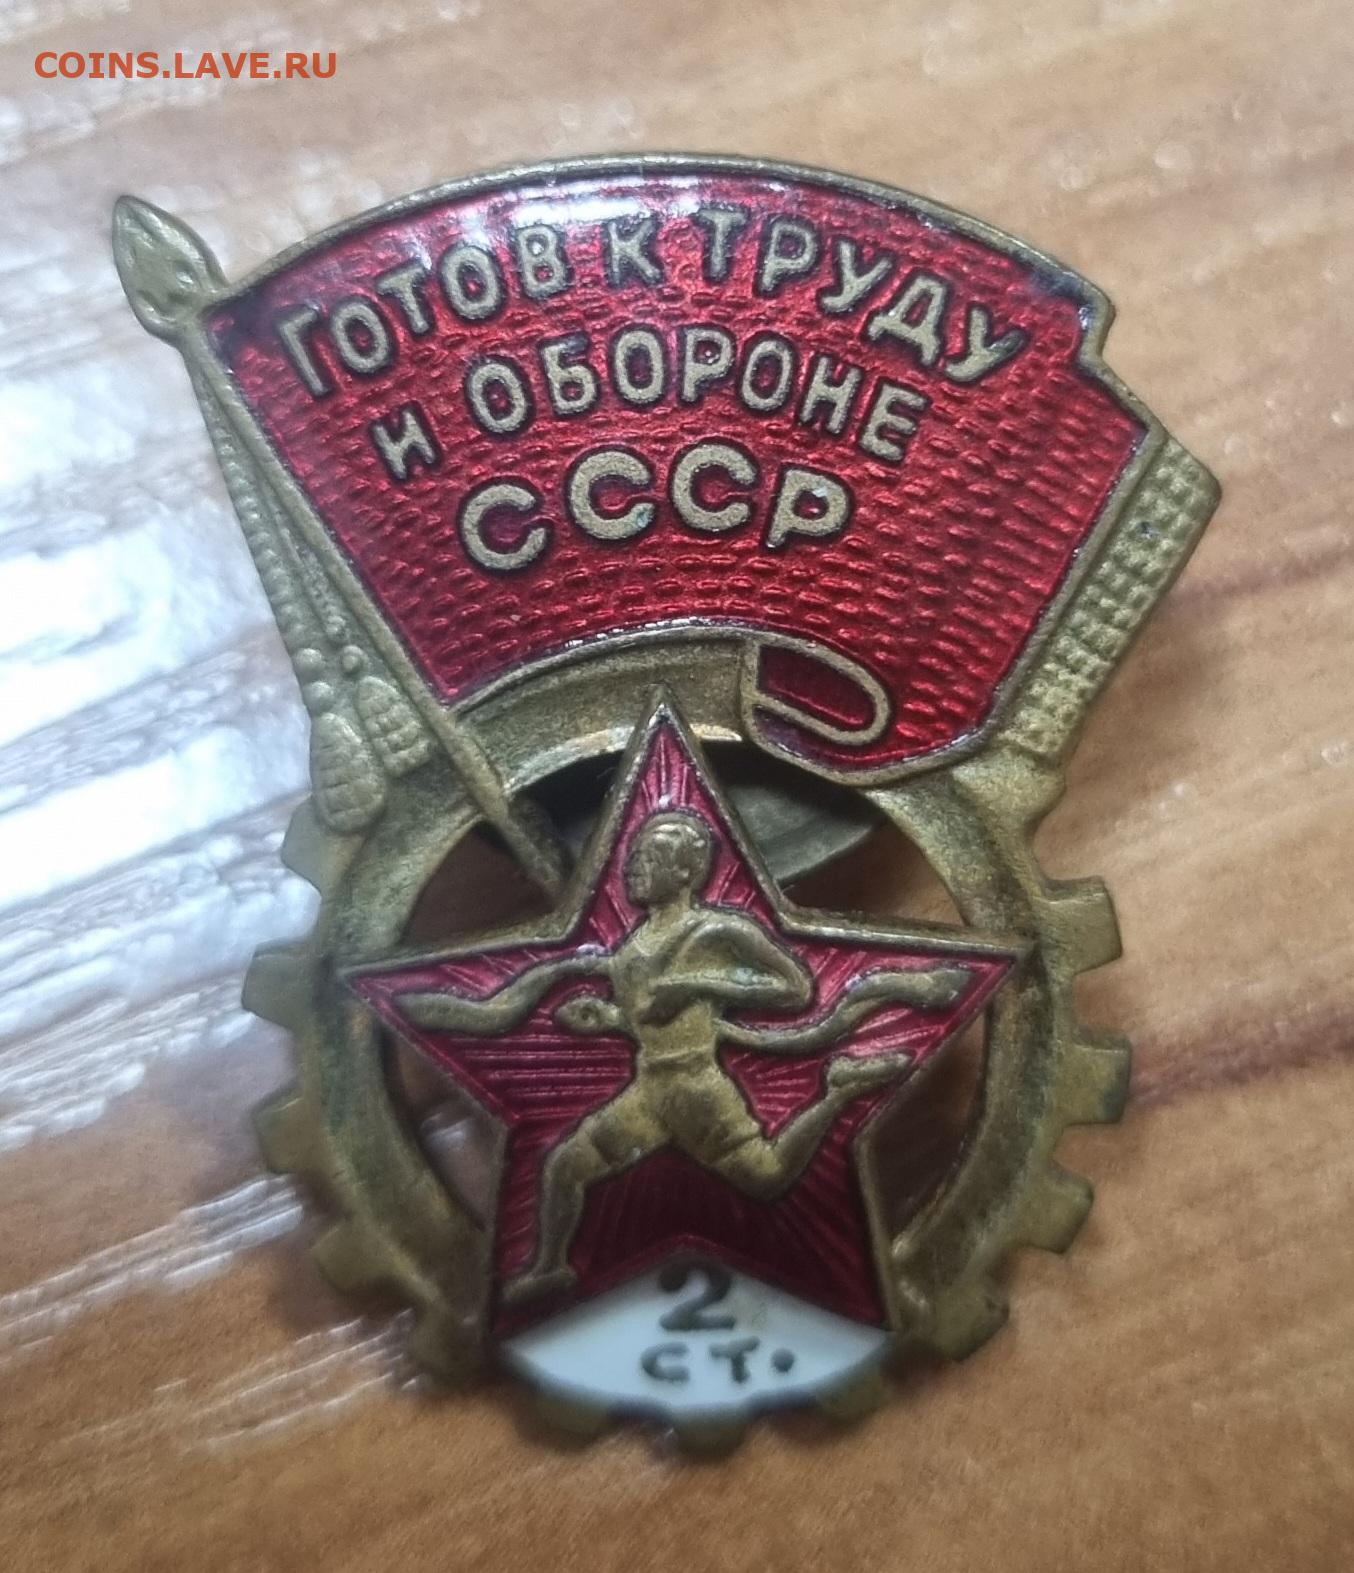 COINS.LAVE.RU
ГОТОВ К ТРУДУ
И ОБОРОНЕ
СССР
2
СТ.